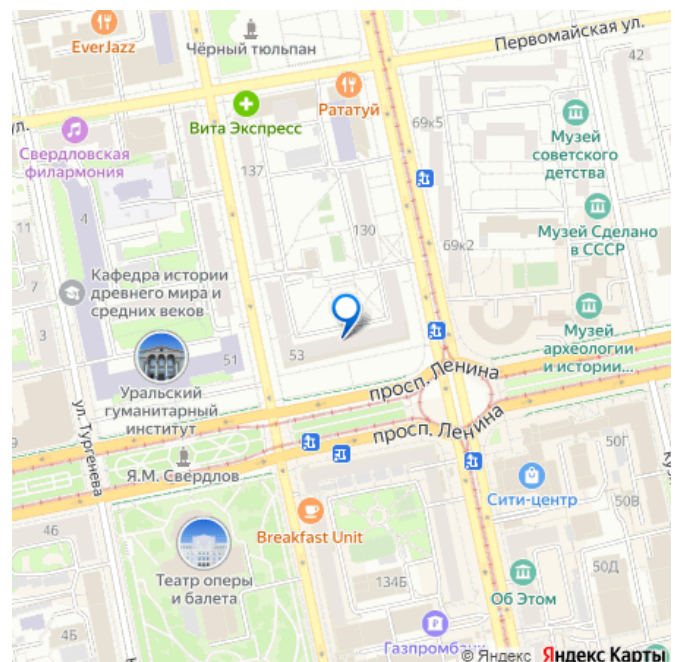 EverJazz
Чёрный тюльпан
Первомайская ул.
42
Рататуй
ул.
Вита Экспресс
69к5
Музей
советского
детства
Свердловская
филармония
137
4
11
130
69к2
Музей Сделано
в СССР
7
Кафедра истории
древнего мира и
средних веков
3
Музей
археологии
и истории...
51
53
просп. Ленина
Уральский
гуманитарный
институт
просп. Ленина
ул. Тургенева
Я.М. Свердлов
50Г
Сити-центр
50В
46
Breakfast Unit
Театр оперы
и балета
134Б
50Д
Об Этом
4Б
Газпромбанк
© Яндекс Яндекс Карты